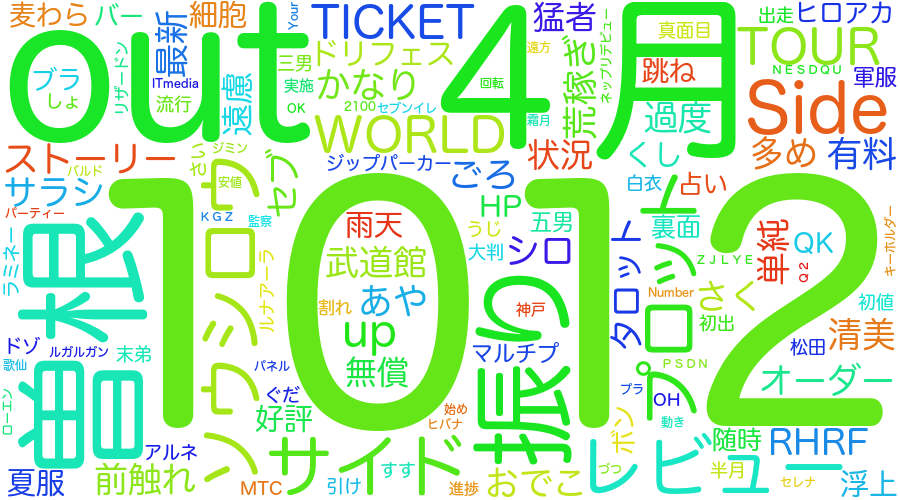 麦わら バー 最新 細胞 Your TICKET 猛者 出走 ヒロアカ
out 4月 ドリフェス 真面目 TOUR
ブラ しょ リザードン ITmedia 三男 かなり 遠方 荒稼ぎ ネップリデビュー 跳ね NESDQU 軍服
流行 遠慮 実施 OK 2100 セブンイレ 回転 過度 Side
WORLD 霜月
ストーリー さい ジミン セブ ジップパーカー ごろ 状況 くし 多め 有料
サラシ バルド 安値 白衣 占い
パーティー KGZ 監察 雨天 HP 五男 裏面 単純 QK キーホルダー
1012
曽根 ソウシロウ 武道館 うじ 大判 シロ タロット プロット ZJLYE Q2
ラミネー ルナアーラ 割れ あや 神戸 Number さく 初値
ドゾ ルガルガン up 振り 初出 清美
歌仙 末弟 パネル 無償 マルチプ PSDN 松田
ローエン ぐだ プラ オーダー
好評 始め ヒバナ OH 動き
アルネ サイド ボン レビュー 随時 RHRF
夏服 前触れ MTC 引け すす 進捗 おでこ づつ 半月 セレナ 浮上